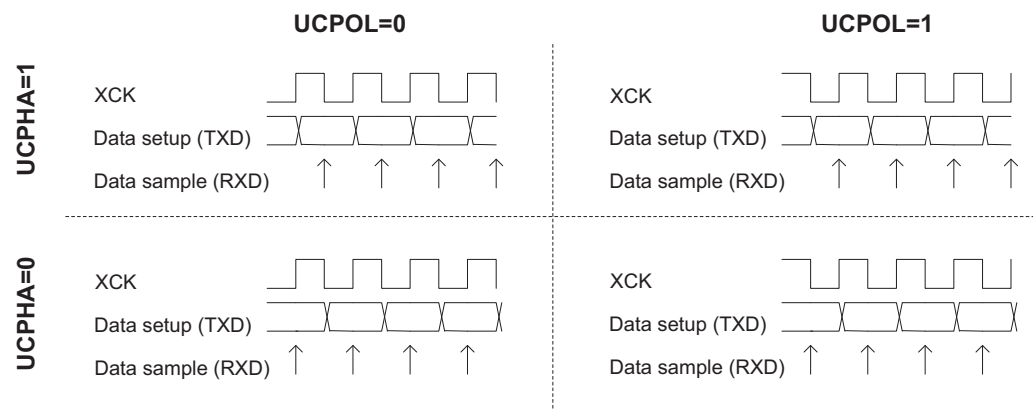 UCPOL=0
UCPOL=1
UCPHA=1
XCK
Data setup (TXD)
Data sample (RXD)
XCK
Data setup (TXD)
Data sample (RXD)
UCPHA=0
XCK
Data setup (TXD)
Data sample (RXD)
XCK
Data setup (TXD)
Data sample (RXD)